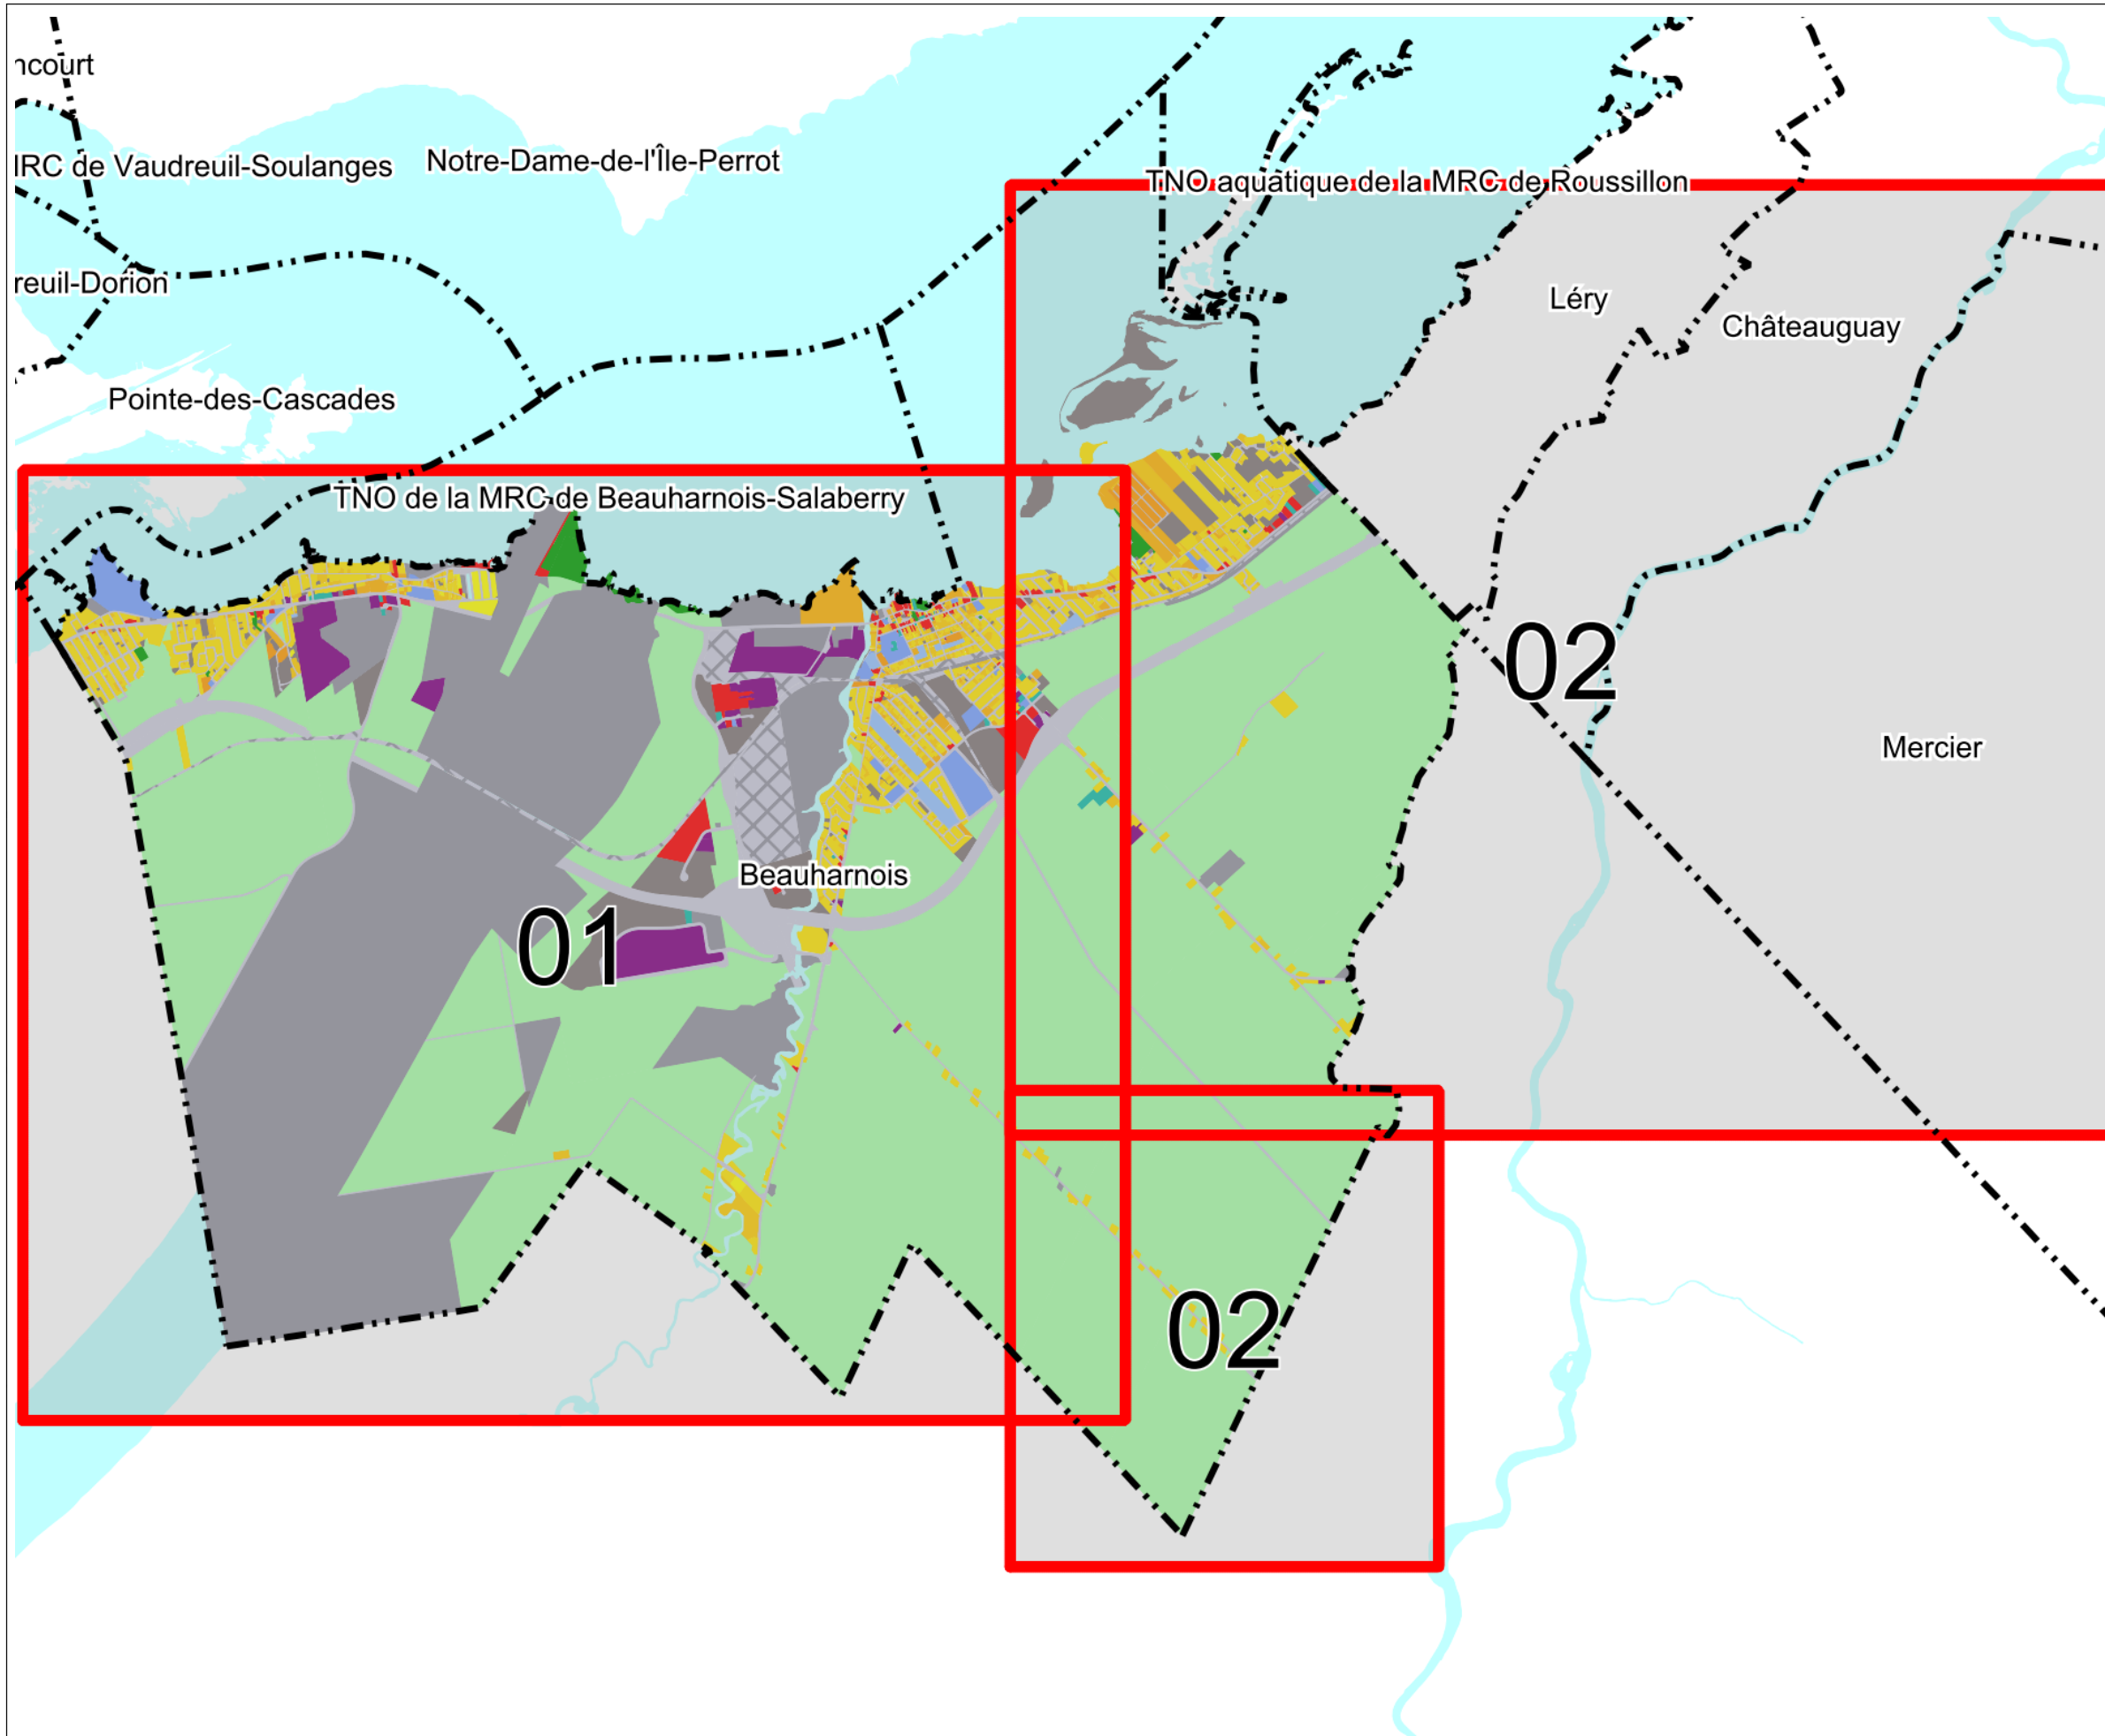 ncourt
IRC de Vaudreuil-Soulanges
Notre-Dame-de-l'Île-Perrot
TNO aquatique de la MRC de Roussillon
reuil-Dorion
Léry
Châteauguay
Pointe-des-Cascades
TNO de la MRC de Beauharnois-Salaberry
02
Mercier
Beauharnois
01
02